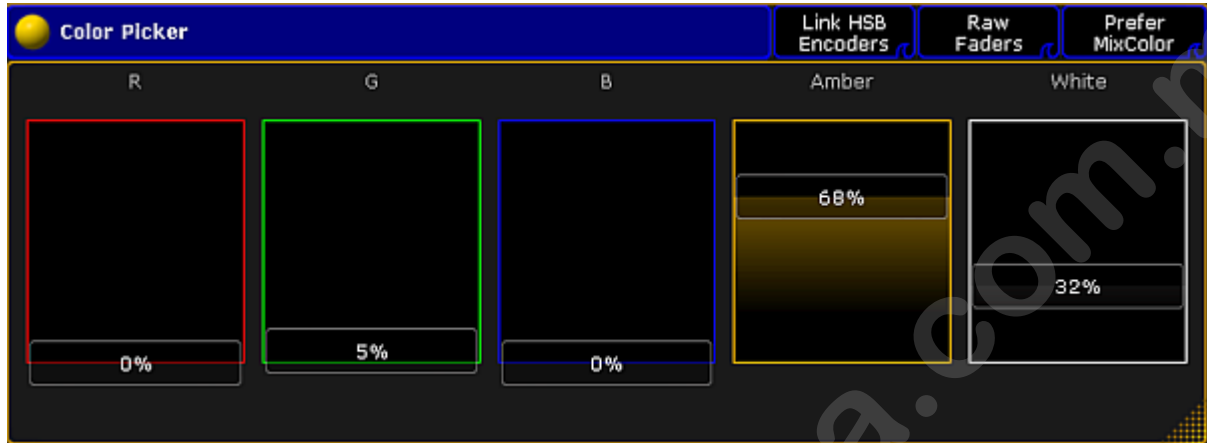 Color Picker
Link HSB
Encoders
Raw
Faders
Prefer
MixColor
R
G
B
Amber
White
0%
5%
0%
68%
32%